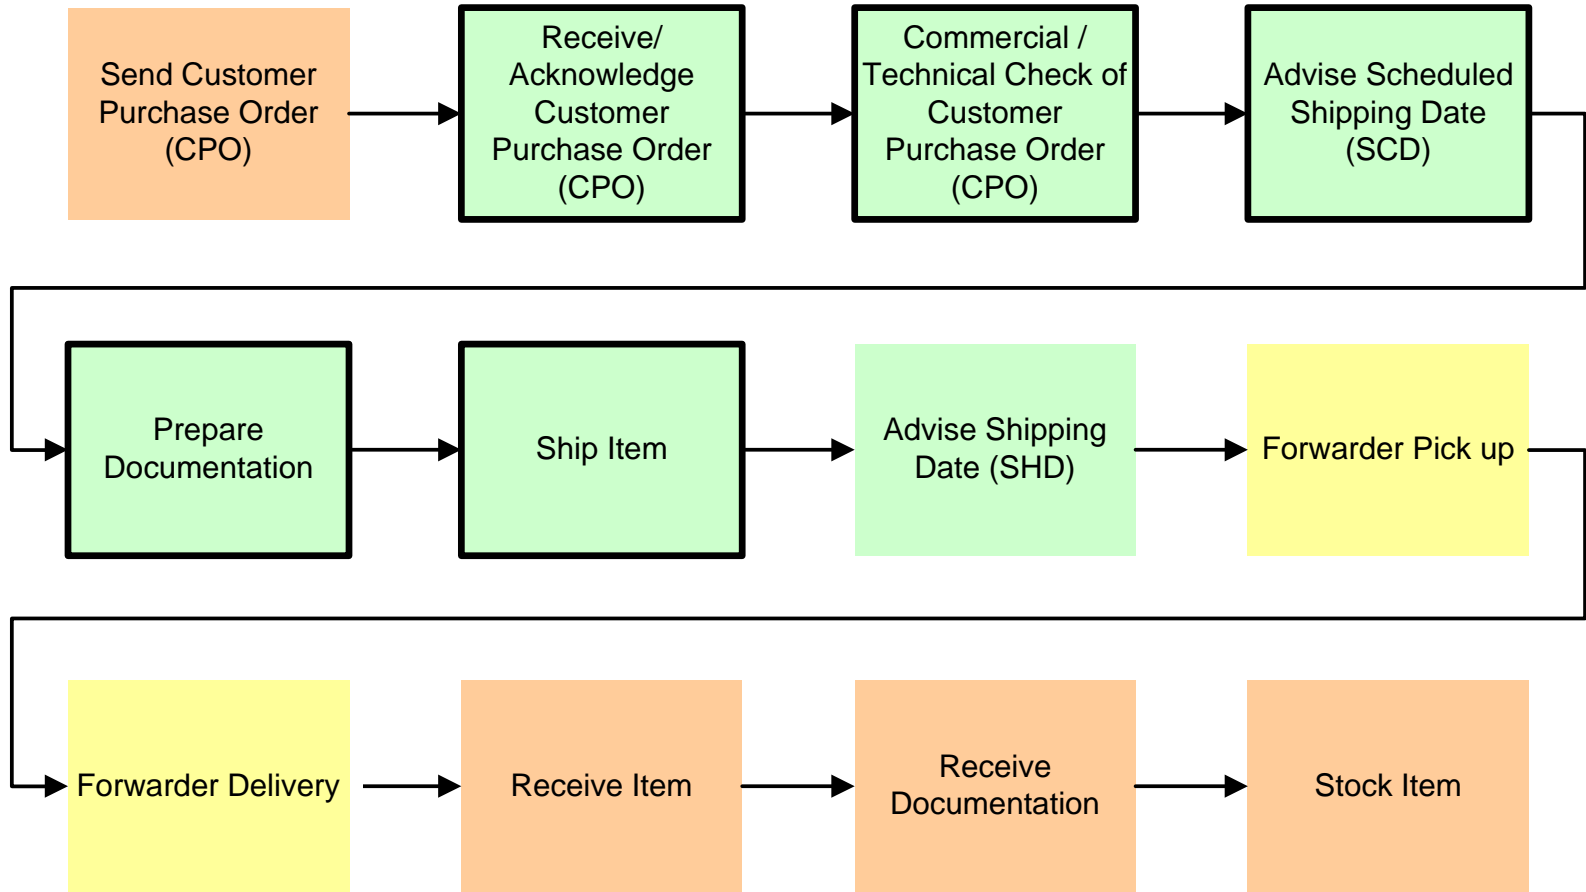 Send Customer
Purchase Order
(CPO)
Receive/
Acknowledge
Customer
Purchase Order
(CPO)
Commercial /
Technical Check of
Customer
Purchase Order
(CPO)
Advise Scheduled
Shipping Date
(SCD)
Prepare
Documentation
Ship Item
Advise Shipping
Date (SHD)
Forwarder Pick up
Forwarder Delivery
Receive Item
Receive
Documentation
Stock Item